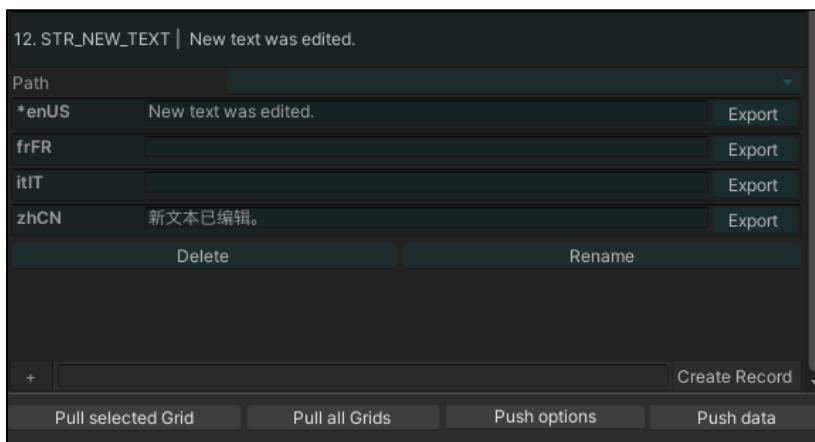 12. STR_NEW_TEXT | New text was edited.
Path
*enUS New text was edited. Export
frFR Export
itIT Export
zhCN 新文本已编辑。 Export
Delete Rename
+ Create Record
Pull selected Grid Pull all Grids Push options Push data